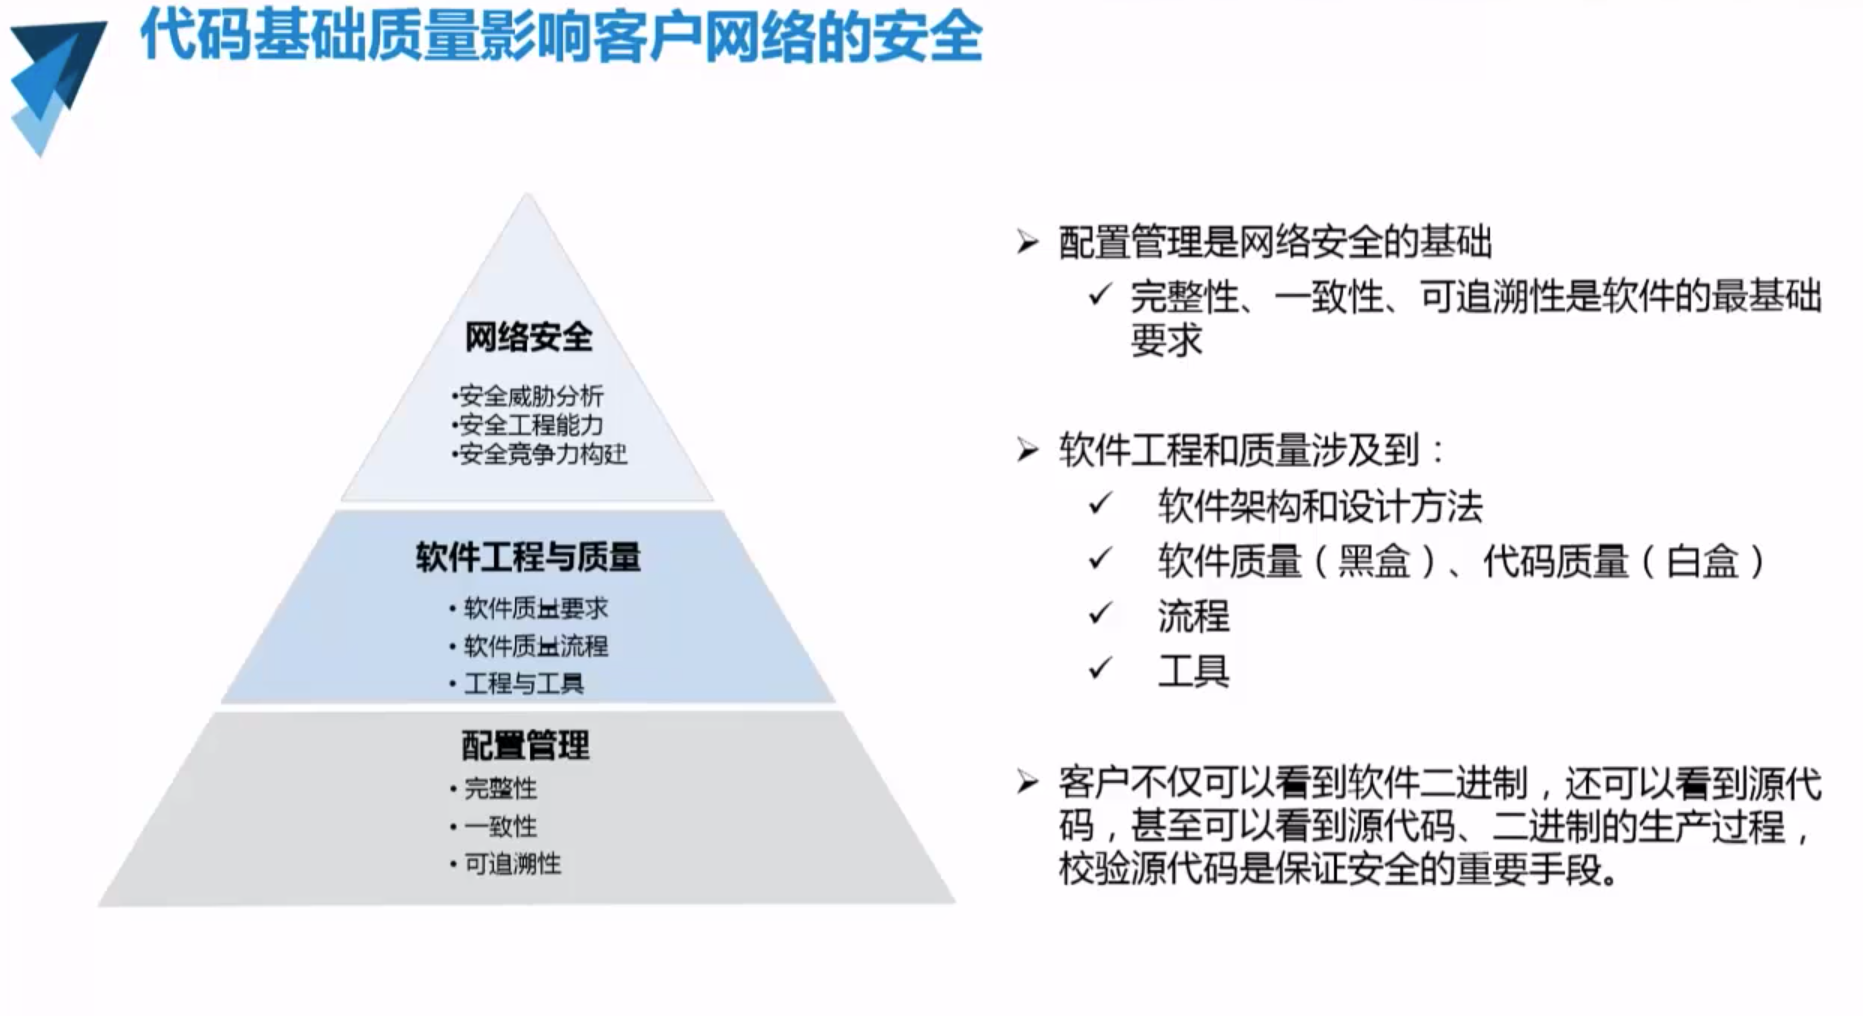 代码基础质量影响客户网络的安全
网络安全
•安全威胁分析
•安全工程能力
•安全竞争力构建
软件工程与质量
• 软件质量要求
• 软件质量流程
• 工程与工具
配置管理
• 完整性
• 一致性
• 可追溯性
➢ 配置管理是网络安全的基础
✓ 完整性、一致性、可追溯性是软件的最基础
要求
➢ 软件工程和质量涉及到：
✓ 软件架构和设计方法
✓ 软件质量（黑盒）、代码质量（白盒）
✓ 流程
✓ 工具
➢ 客户不仅可以看到软件二进制，还可以看到源代
码，甚至可以看到源代码、二进制的生产过程，
校验源代码是保证安全的重要手段。